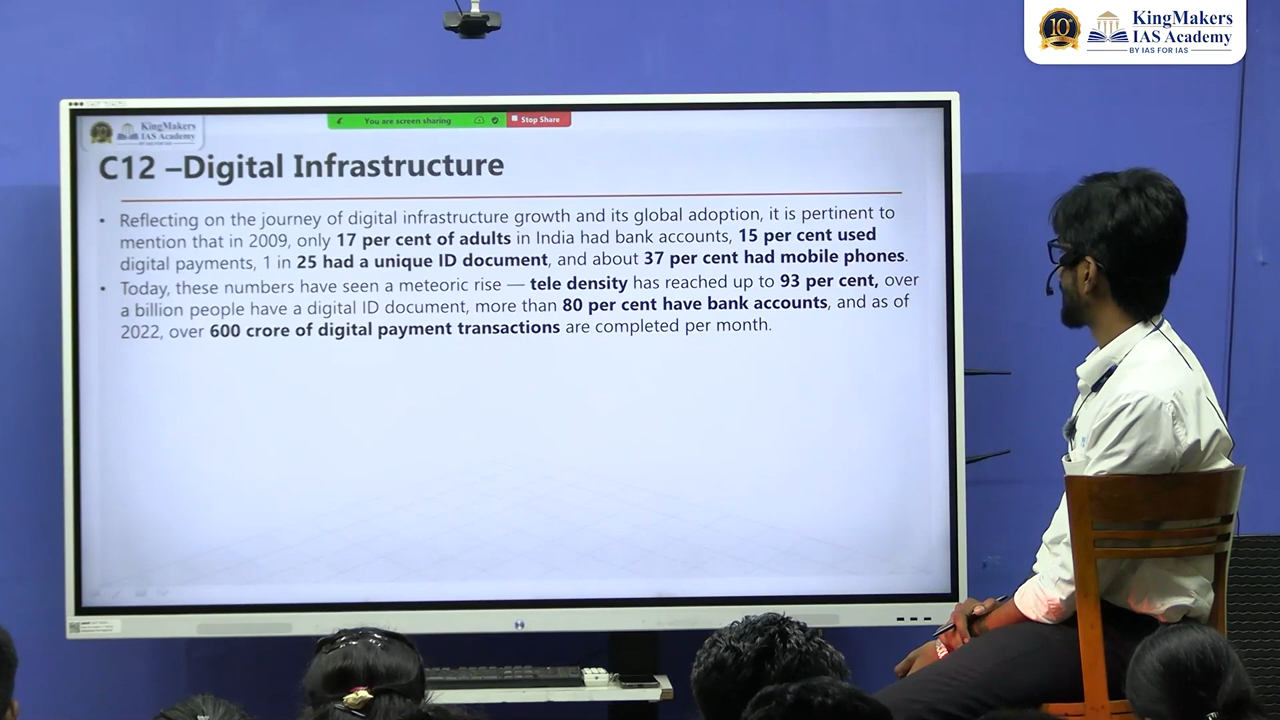 10
KingMakers
IAS Academy
BY IAS FOR IAS
You are screen sharing
Stop Share
KingMakers
IAS Academy
BY IAS FOR IAS
C12 –Digital Infrastructure
• Reflecting on the journey of digital infrastructure growth and its global adoption, it is pertinent to
mention that in 2009, only 17 per cent of adults in India had bank accounts, 15 per cent used
digital payments, 1 in 25 had a unique ID document, and about 37 per cent had mobile phones.
• Today, these numbers have seen a meteoric rise — tele density has reached up to 93 per cent, over
a billion people have a digital ID document, more than 80 per cent have bank accounts, and as of
2022, over 600 crore of digital payment transactions are completed per month.